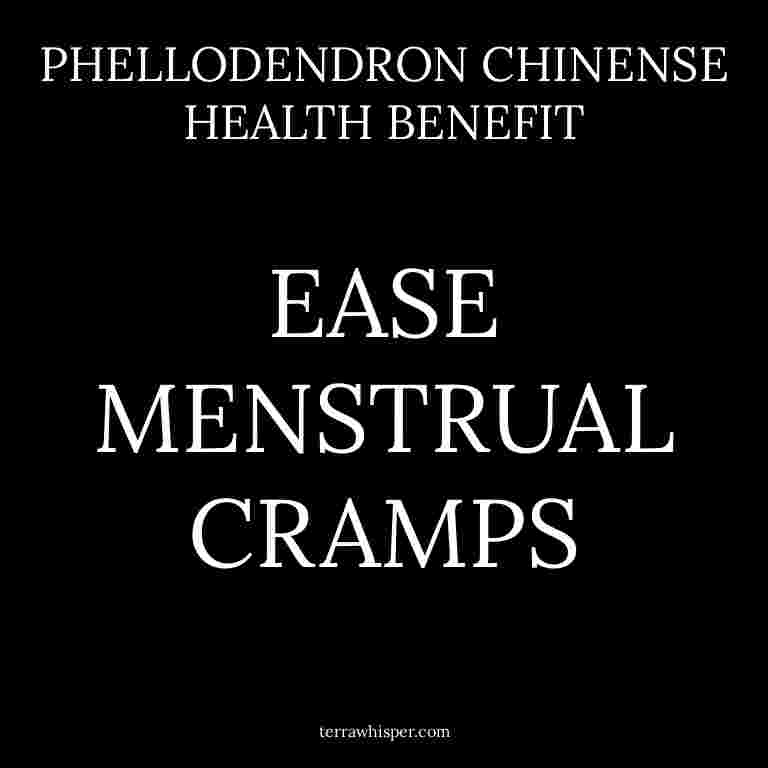 PHELLODENDRON CHINENSE
HEALTH BENEFIT
EASE
MENSTRUAL
CRAMPS
terrawhisper.com